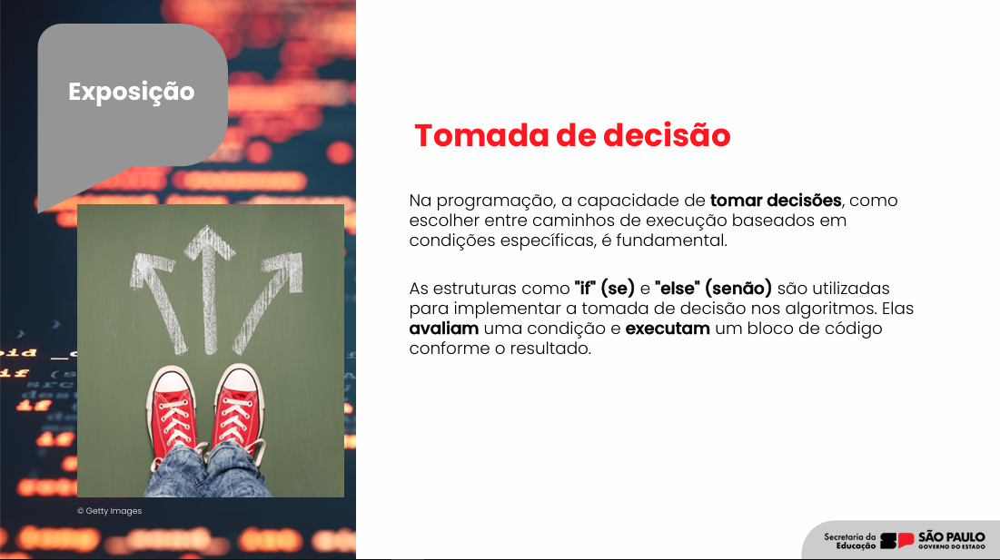 Exposição
Tomada de decisão
Na programação, a capacidade de tomar decisões, como
escolher entre caminhos de execução baseados em
condições específicas, é fundamental.
As estruturas como "if" (se) e "else" (senão) são utilizadas
para implementar a tomada de decisão nos algoritmos. Elas
avaliam uma condição e executam um bloco de código
conforme o resultado.
if
if
© Getty Images
Secretaria da
Educação
SÃO PAULO
GOVERNO DO ESTADO